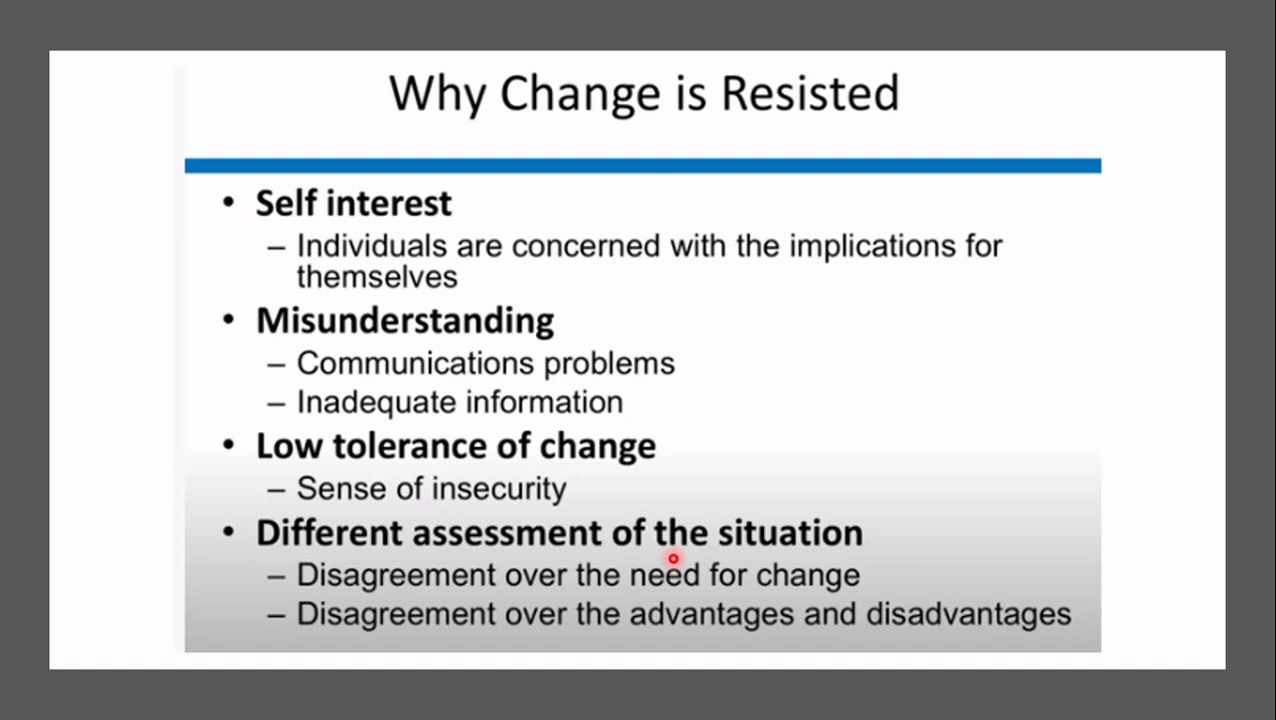 Why Change is Resisted
• Self interest
– Individuals are concerned with the implications for
themselves
• Misunderstanding
– Communications problems
– Inadequate information
• Low tolerance of change
– Sense of insecurity
• Different assessment of the situation
– Disagreement over the need for change
– Disagreement over the advantages and disadvantages